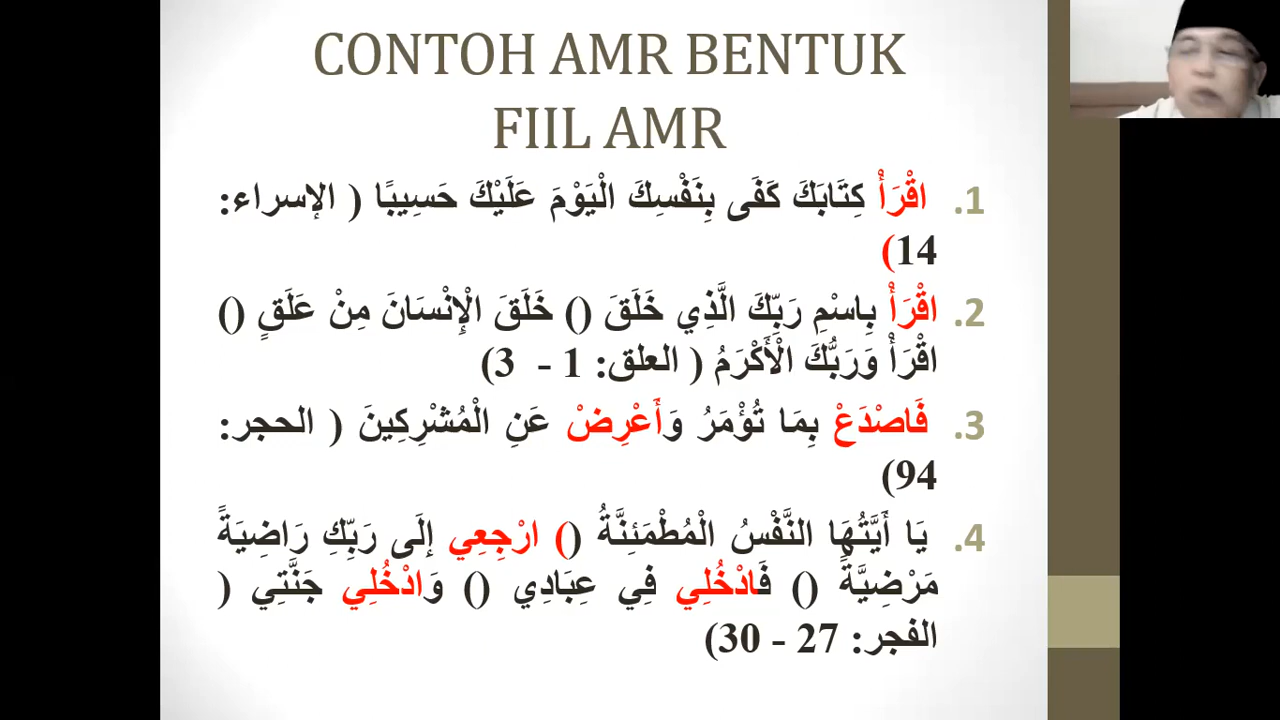 CONTOH AMR BENTUK
FIIL AMR
1. اقْرَأْ كِتَابَكَ كَفَى بِنَفْسِكَ الْيَوْمَ عَلَيْكَ حَسِيبًا ( الإسراء:
14)
2. اقْرَأْ بِاسْمِ رَبِّكَ الَّذِي خَلَقَ () خَلَقَ الْإِنْسَانَ مِنْ عَلَقٍ ()
اقْرَأْ وَرَبُّكَ الْأَكْرَمُ ( العلق: 1 - 3)
3. فَاصْدَعْ بِمَا تُؤْمَرُ وَأَعْرِضْ عَنِ الْمُشْرِكِينَ ( الحجر:
94)
4. يَا أَيَّتُهَا النَّفْسُ الْمُطْمَئِنَّةُ () ارْجِعِي إِلَى رَبِّكِ رَاضِيَةً
مَرْضِيَّةً () فَادْخُلِي فِي عِبَادِي () وَادْخُلِي جَنَّتِي (
الفجر: 27 - 30)